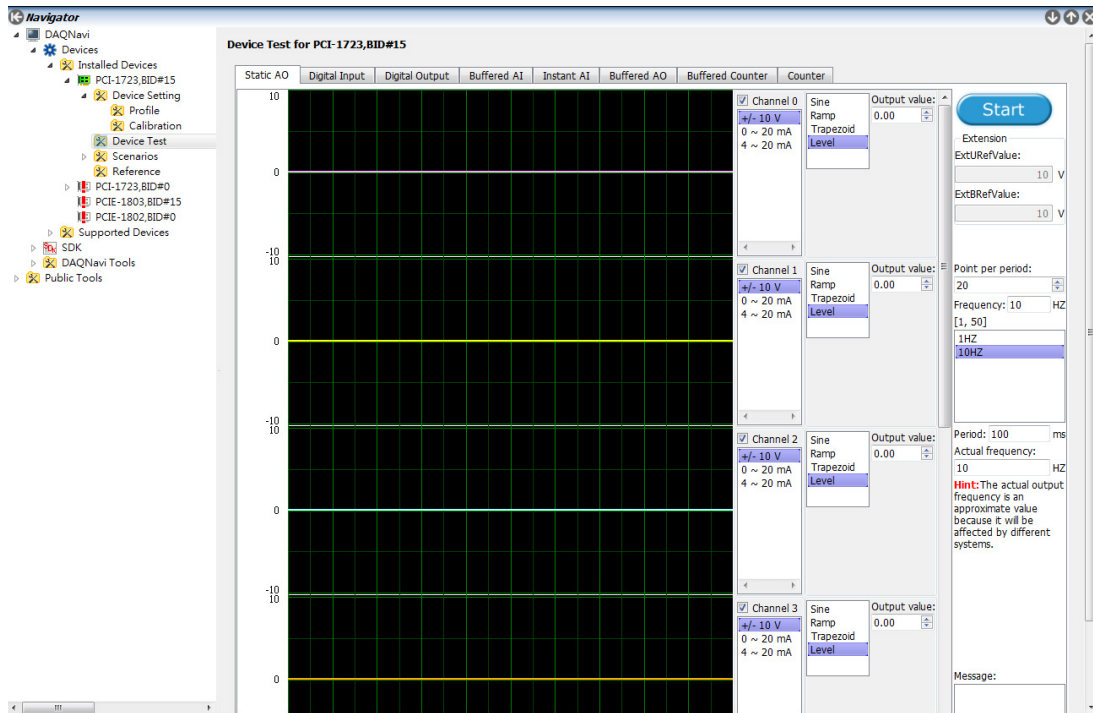 Navigator
DAQNavi
Devices
Installed Devices
PCI-1723,BID#15
Device Setting
Profile
Calibration
Device Test
Scenarios
Reference
PCI-1723,BID#0
PCIE-1803,BID#15
PCIE-1802,BID#0
Supported Devices
SDK
DAQNavi Tools
Public Tools
Device Test for PCI-1723,BID#15
Static AO Digital Input Digital Output Buffered AI Instant AI Buffered AO Buffered Counter Counter
10
0
-10
Channel 0
+/- 10 V
0 ~ 20 mA
4 ~ 20 mA
Sine
Ramp
Trapezoid
Level
Output value:
0.00
10
0
-10
Channel 1
+/- 10 V
0 ~ 20 mA
4 ~ 20 mA
Sine
Ramp
Trapezoid
Level
Output value:
0.00
10
0
-10
Channel 2
+/- 10 V
0 ~ 20 mA
4 ~ 20 mA
Sine
Ramp
Trapezoid
Level
Output value:
0.00
10
0
Channel 3
+/- 10 V
0 ~ 20 mA
4 ~ 20 mA
Sine
Ramp
Trapezoid
Level
Output value:
0.00
Start
Extension
ExtURefValue:
10 V
ExtBRefValue:
10 V
Point per period:
20
Frequency: 10 HZ
[1, 50]
1HZ
10HZ
Period: 100 ms
Actual frequency:
10 HZ
Hint:The actual output
frequency is an
approximate value
because it will be
affected by different
systems.
Message: